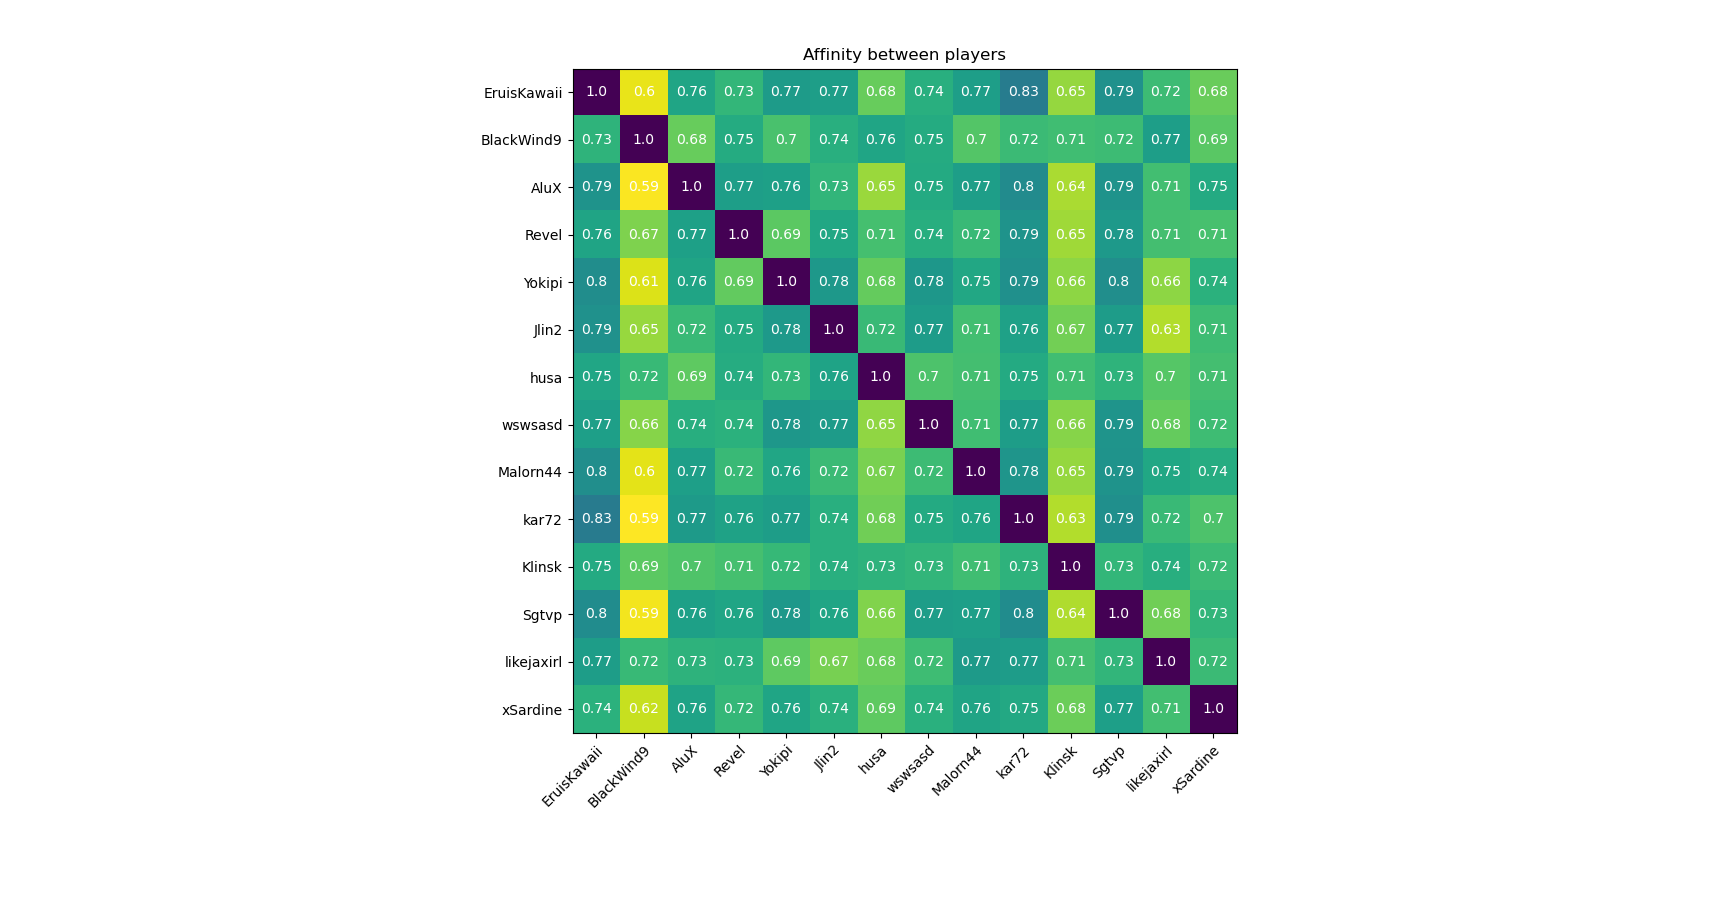 Affinity between players
EruisKawaii 1.0 0.6 0.76 0.73 0.77 0.77 0.68 0.74 0.77 0.83 0.65 0.79 0.72 0.68
BlackWind9 0.73 1.0 0.68 0.75 0.7 0.74 0.76 0.75 0.7 0.72 0.71 0.72 0.77 0.69
AluX 0.79 0.59 1.0 0.77 0.76 0.73 0.65 0.75 0.77 0.8 0.64 0.79 0.71 0.75
Revel 0.76 0.67 0.77 1.0 0.69 0.75 0.71 0.74 0.72 0.79 0.65 0.78 0.71 0.71
Yokipi 0.8 0.61 0.76 0.69 1.0 0.78 0.68 0.78 0.75 0.79 0.66 0.8 0.66 0.74
Jlin2 0.79 0.65 0.72 0.75 0.78 1.0 0.72 0.77 0.71 0.76 0.67 0.77 0.63 0.71
husa 0.75 0.72 0.69 0.74 0.73 0.76 1.0 0.7 0.71 0.75 0.71 0.73 0.7 0.71
wswsasd 0.77 0.66 0.74 0.74 0.78 0.77 0.65 1.0 0.71 0.77 0.66 0.79 0.68 0.72
Malorn44 0.8 0.6 0.77 0.72 0.76 0.72 0.67 0.72 1.0 0.78 0.65 0.79 0.75 0.74
kar72 0.83 0.59 0.77 0.76 0.77 0.74 0.68 0.75 0.76 1.0 0.63 0.79 0.72 0.7
Klinsk 0.75 0.69 0.7 0.71 0.72 0.74 0.73 0.73 0.71 0.73 1.0 0.73 0.74 0.72
Sgtvp 0.8 0.59 0.76 0.76 0.78 0.76 0.66 0.77 0.77 0.8 0.64 1.0 0.68 0.73
likejaxirl 0.77 0.72 0.73 0.73 0.69 0.67 0.68 0.72 0.77 0.77 0.71 0.73 1.0 0.72
xSardine 0.74 0.62 0.76 0.72 0.76 0.74 0.69 0.74 0.76 0.75 0.68 0.77 0.71 1.0
EruisKawaii BlackWind9 AluX Revel Yokipi Jlin2 husa wswsasd Malorn44 kar72 Klinsk Sgtvp likejaxirl xSardine